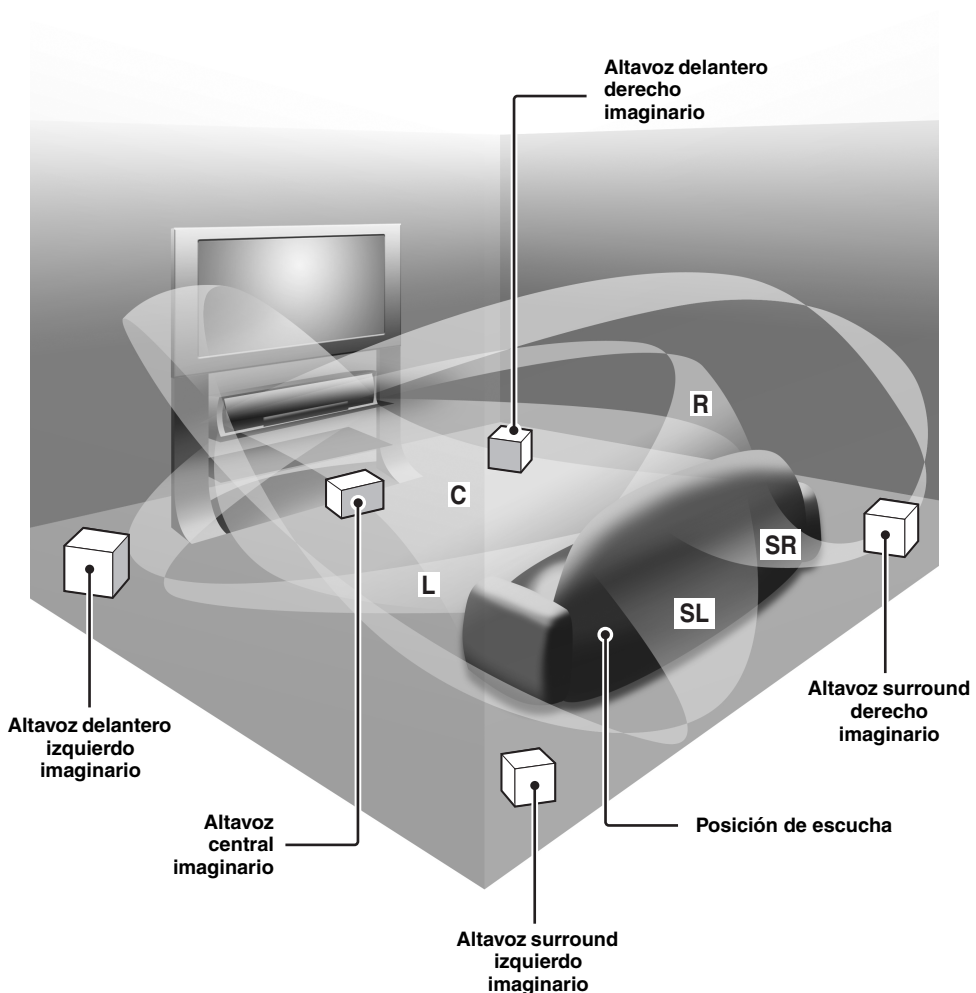 Altavoz delantero
derecho
imaginario
R
C
SR
L
SL
Altavoz surround
derecho
imaginario
Altavoz delantero
izquierdo
imaginario
Altavoz
central
imaginario
Posición de escucha
Altavoz surround
izquierdo
imaginario